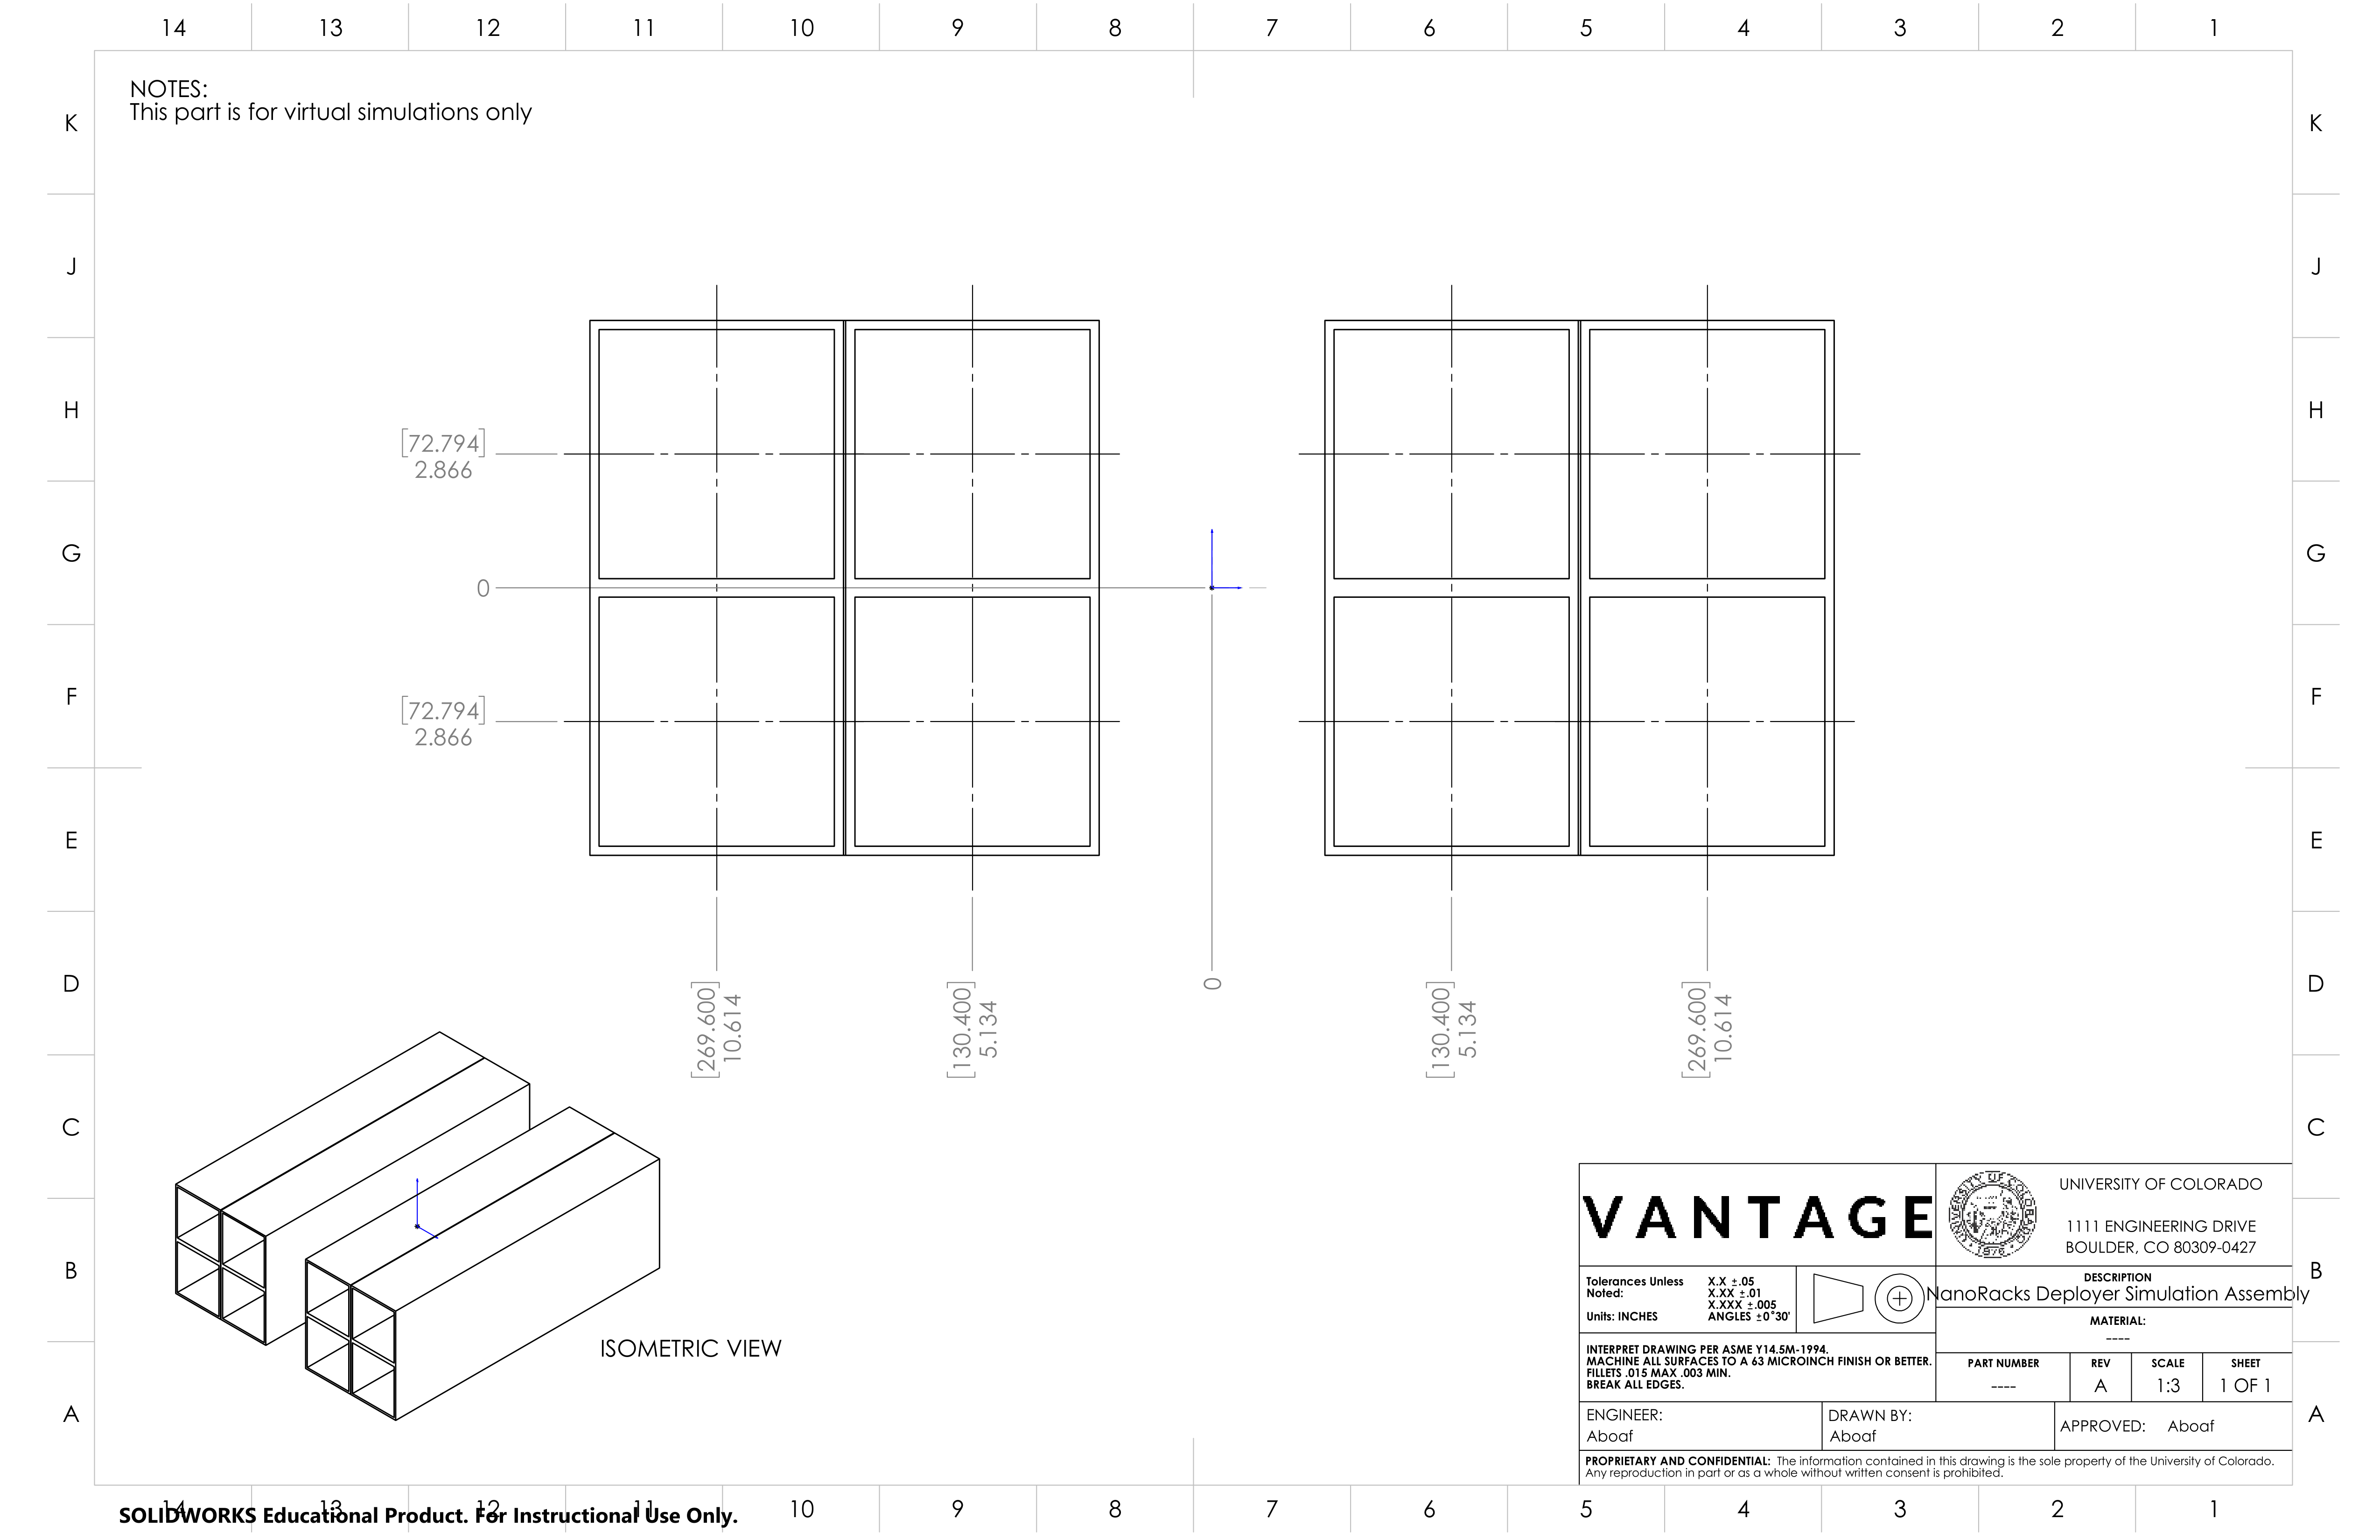 14 13 12 11 10 9 8 7 6 5 4 3 2 1
NOTES:
This part is for virtual simulations only
K K
J J
H H
[72.794]
2.866
G G
0
F F
[72.794]
2.866
E E
D D
[269.600]
10.614
[130.400]
5.134
0
[130.400]
5.134
[269.600]
10.614
C C
ISOMETRIC VIEW
VANTAGE
UNIVERSITY OF COLORADO
1111 ENGINEERING DRIVE
BOULDER, CO 80309-0427
B B
Tolerances Unless
Noted:
Units: INCHES
X.X ±.05
X.XX ±.01
X.XXX ±.005
ANGLES ±0°30'
DESCRIPTION
NanoRacks Deployer Simulation Assembly
MATERIAL:
----
INTERPRET DRAWING PER ASME Y14.5M-1994.
MACHINE ALL SURFACES TO A 63 MICROINCH FINISH OR BETTER.
FILLETS .015 MAX .003 MIN.
BREAK ALL EDGES.
PART NUMBER
----
REV
A
SCALE
1:3
SHEET
1 OF 1
A A
ENGINEER:
Aboaf
DRAWN BY:
Aboaf
APPROVED: Aboaf
PROPRIETARY AND CONFIDENTIAL: The information contained in this drawing is the sole property of the University of Colorado.
Any reproduction in part or as a whole without written consent is prohibited.
14 13 12 11 10 9 8 7 6 5 4 3 2 1
SOLIDWORKS Educational Product. For Instructional Use Only.